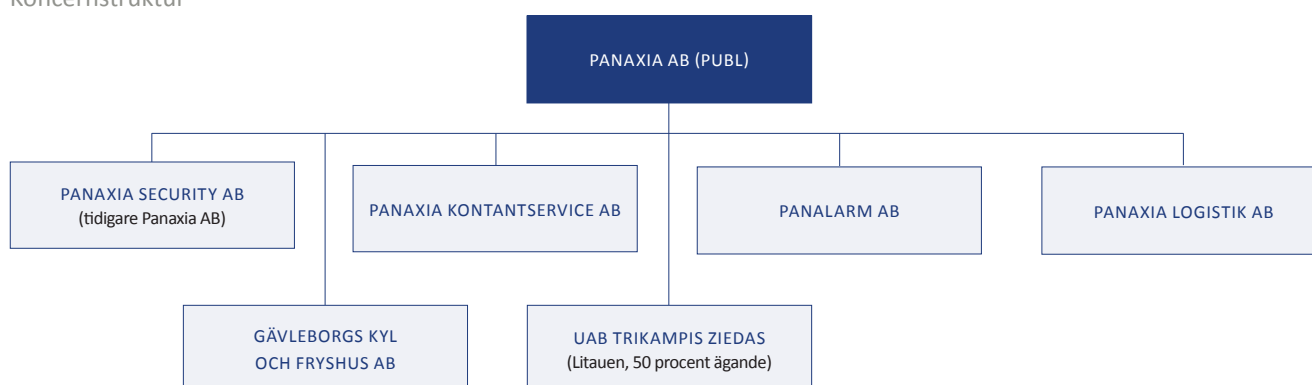 Koncernstruktur
PANAXIA AB (PUBL)
PANAXIA SECURITY AB
(tidigare Panaxia AB)
PANAXIA KONTANTSERVICE AB
PANALARM AB
PANAXIA LOGISTIK AB
GÄVLEBORGS KYL
OCH FRYSHUS AB
UAB TRIKAMPIS ZIEDAS
(Litauen, 50 procent ägande)